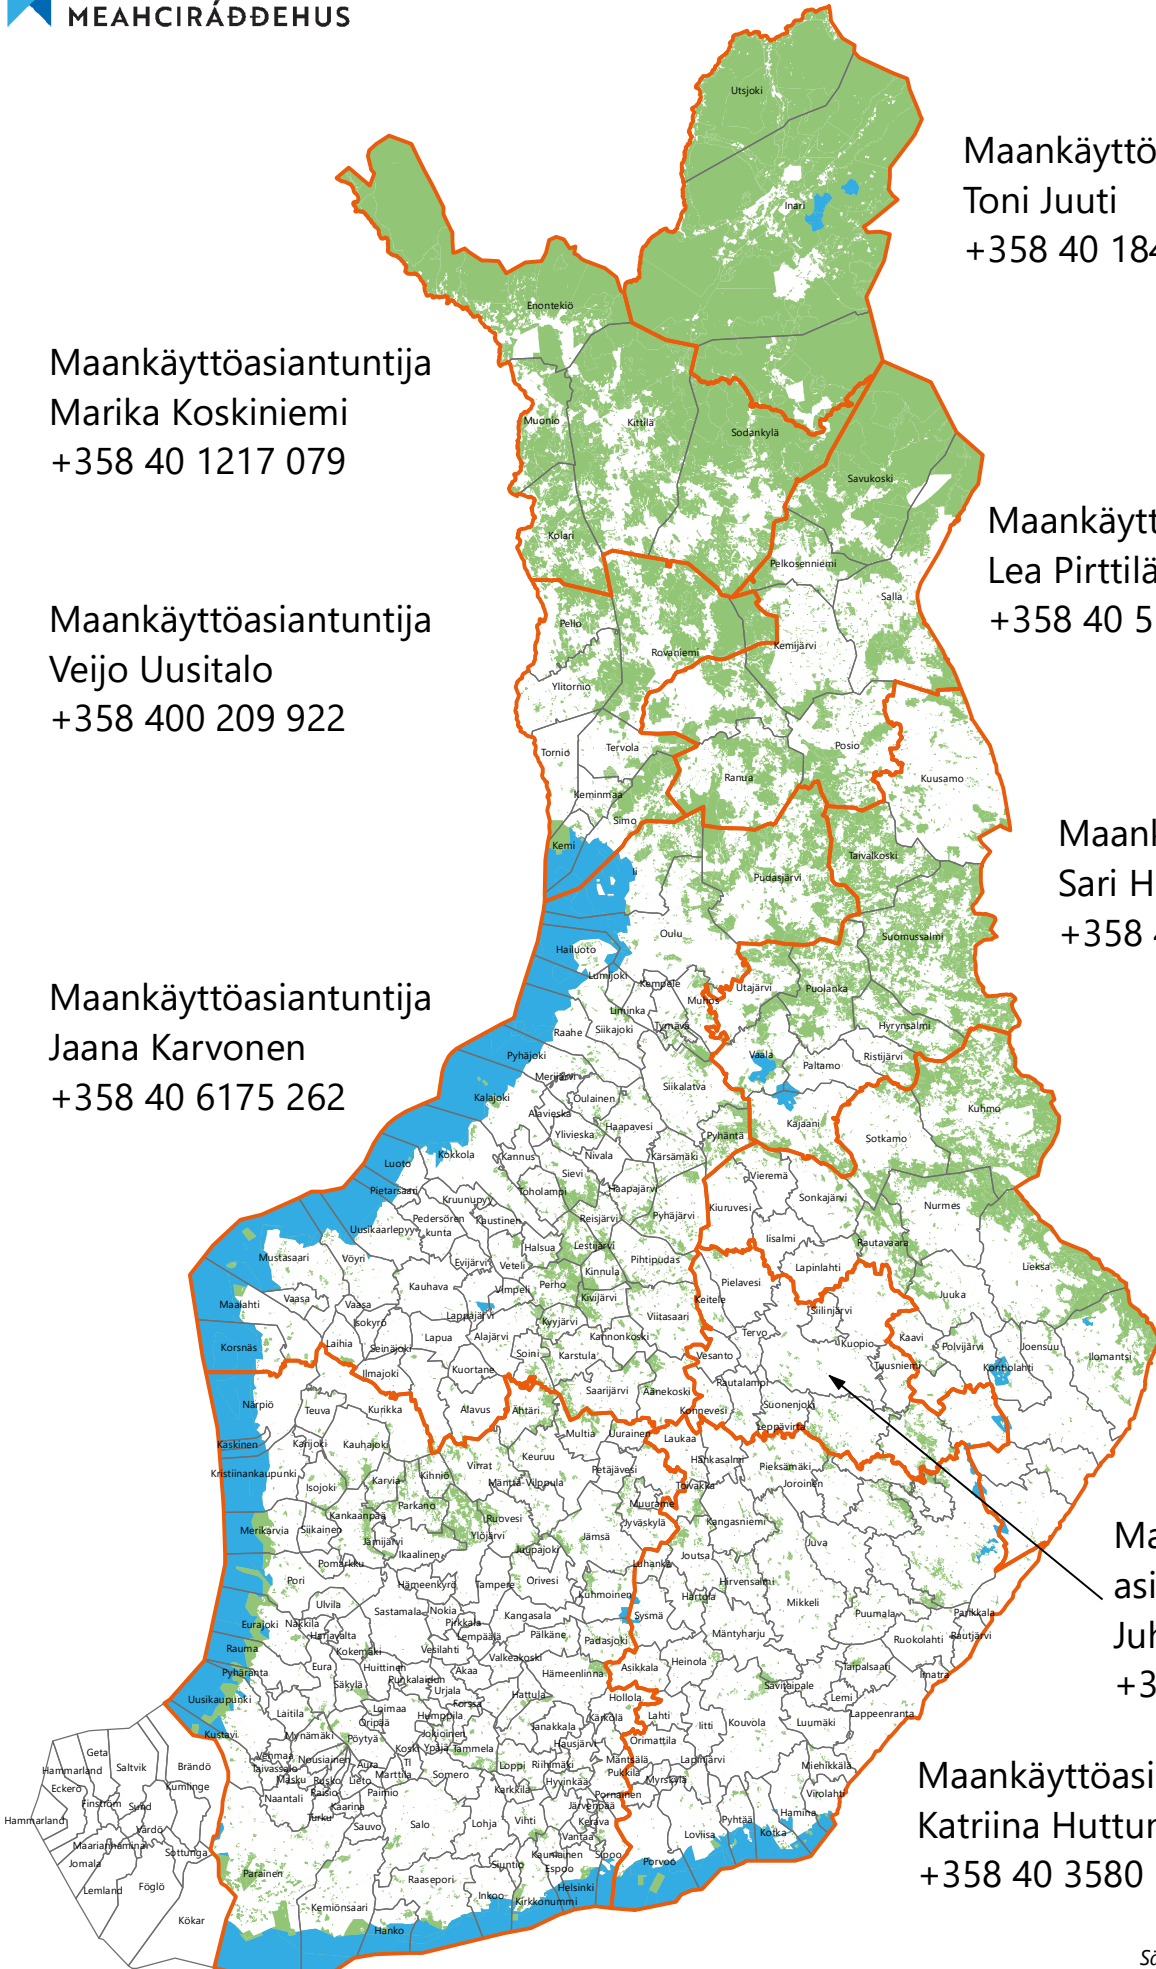 MEAHCIRÁĐĐEHUS
Utsjoki
Maankäyttö
Toni Juuti
+358 40 184
Inari
Enontekiö
Maankäyttöasiantuntija
Marika Koskiniemi
+358 40 1217 079
Muonio
Kittilä
Sodankylä
Savukoski
Kolari
Pelkosenniemi
Salla
Maankäytt
Lea Pirttilä
+358 40 5
Maankäyttöasiantuntija
Veijo Uusitalo
+358 400 209 922
Pello
Rovaniemi
Kemijärvi
Ylitornio
Tornio
Tervola
Posio
Ranua
Kuusamo
Keminmaa
Simo
Kemi
Ii
Taivalkoski
Pudasjärvi
Maank
Sari H
+358 4
Oulu
Suomussalmi
Hailuoto
Lumijoki
Kempele
Muhos
Utajärvi
Puolanka
Liminka
Tyrnävä
Raahe
Siikajoki
Hyrynsalmi
Maankäyttöasiantuntija
Jaana Karvonen
+358 40 6175 262
Pyhäjoki
Vaala
Paltamo
Ristijärvi
Merijärvi
Siikalatva
Kalajoki
Oulainen
Alavieska
Haapavesi
Ylivieska
Pyhäntä
Kajaani
Sotkamo
Kuhmo
Luoto
Kokkola
Kannus
Nivala
Kärsämäki
Sievi
Vieremä
Pietarsaari
Kruunupyy
Toholampi
Haapajärvi
Sonkajärvi
Nurmes
Uusikaarlepyy
Pedersören
kunta
Kaustinen
Reisjärvi
Pyhäjärvi
Kiuruvesi
Iisalmi
Rautavaara
Mustasaari
Vöyri
Evijärvi
Veteli
Halsua
Lestijärvi
Pihtipudas
Lapinlahti
Lieksa
Kinnula
Kauhava
Vimpeli
Perho
Kivijärvi
Pielavesi
Keitele
Juuka
Maalahti
Vaasa
Vaasa
Isokyrö
Lappajärvi
Kyyjärvi
Viitasaari
Siilinjärvi
Korsnäs
Laihia
Seinäjoki
Lapua
Alajärvi
Kannonkoski
Tervo
Kuopio
Kaavi
Polvijärvi
Joensuu
Ilomantsi
Ilmajoki
Kuortane
Soini
Karstula
Vesanto
Tuusniemi
Kontiolahti
Saarijärvi
Äänekoski
Rautalampi
Närpiö
Teuva
Kurikka
Alavus
Ähtäri
Konnevesi
Suonenjoki
Leppävirta
Multia
Uurainen
Laukaa
Kaskinen
Karijoki
Kauhajoki
Keuruu
Hankasalmi
Pieksämäki
Kristiinankaupunki
Isojoki
Karvia
Kihniö
Virrat
Mänttä-Vilppula
Petäjävesi
Toivakka
Joroinen
Parkano
Muurame
Kankaanpää
Ruovesi
Jyväskylä
Kangasniemi
Merikarvia
Siikainen
Jämijärvi
Ylöjärvi
Jämsä
Juva
Ikaalinen
Juupajoki
Pomarkku
Luhanka
Joutsa
Pori
Hämeenkyrö
Tampere
Orivesi
Kuhmoinen
Hirvensalmi
Hartola
Mikkeli
Ulvila
Sastamala
Nokia
Pirkkala
Kangasala
Sysmä
Puumala
Parikkala
Eurajoki
Nakkila
Harjavalta
Lempäälä
Pälkäne
Padasjoki
Mäntyharju
Ruokolahti
Rautjärvi
Rauma
Kokemäki
Vesilahti
Valkeakoski
Pyhäranta
Eura
Huittinen
Akaa
Hämeenlinna
Asikkala
Heinola
Taipalsaari
Imatra
Säkylä
Punkalaidun
Urjala
Hattula
Savitaipale
Uusikaupunki
Forssa
Hollola
Lemi
Kustavi
Laitila
Loimaa
Humppila
Janakkala
Kärkölä
Lahti
Iitti
Kouvola
Luumäki
Lappeenranta
Oripää
Mynämäki
Pöytyä
Jokioinen
Hausjärvi
Orimattila
Geta
Koski
Tl
Ypäjä
Tammela
Mäntsälä
Lapinjärvi
Miehikkälä
Hammarland
Saltvik
Brändö
Vehmaa
Nousiainen
Aura
Loppi
Riihimäki
Pukkila
Eckerö
Kumlinge
Taivassalo
Masku
Rusko
Lieto
Marttila
Somero
Hyvinkää
Myrskylä
Virolahti
Finström
Sund
Naantali
Raisio
Paimio
Karkkila
Pornainen
Hammarland
Vårdö
Kaarina
Turku
Järvenpää
Hamina
Maarianhamina
Sottunga
Sauvo
Salo
Lohja
Vihti
Kerava
Pyhtää
Kotka
Jomala
Vantaa
Loviisa
Lemland
Föglö
Parainen
Kauniainen
Sipoo
Porvoo
Siuntio
Espoo
Raasepori
Helsinki
Kökar
Kemiönsaari
Inkoo
Kirkkonummi
Hanko
Ma
asi
Juh
+3
Maankäyttöasi
Katriina Huttur
+358 40 3580